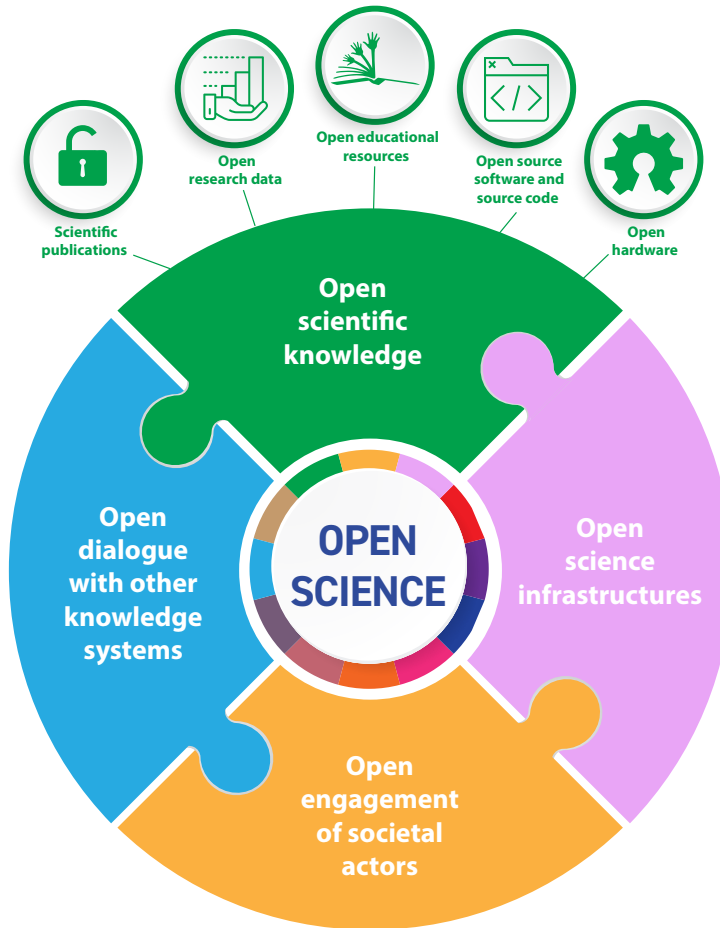 Open educational
resources
Open
research data
Open source
software and
source code
Scientific
publications
Open
hardware
Open
scientific
knowledge
Open
dialogue
with other
knowledge
systems
OPEN
SCIENCE
Open
science
infrastructures
Open
engagement
of societal
actors